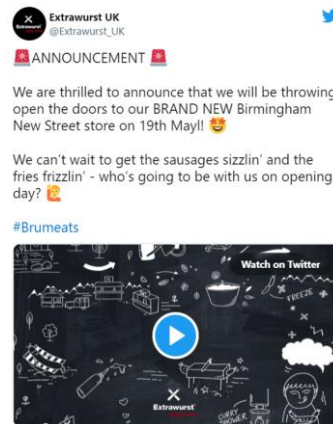 Extrawurst UK
@Extrawurst_UK
🚨ANNOUNCEMENT 🚨
We are thrilled to announce that we will be throwing
open the doors to our BRAND NEW Birmingham
New Street store on 19th Mayl! 🤩
We can’t wait to get the sausages sizzlin’ and the
fries frizzlin’ - who’s going to be with us on opening
day? 🙋
#Brumeats
Watch on Twitter
FREEZE
Extrawurst
CURRY
SHOWER